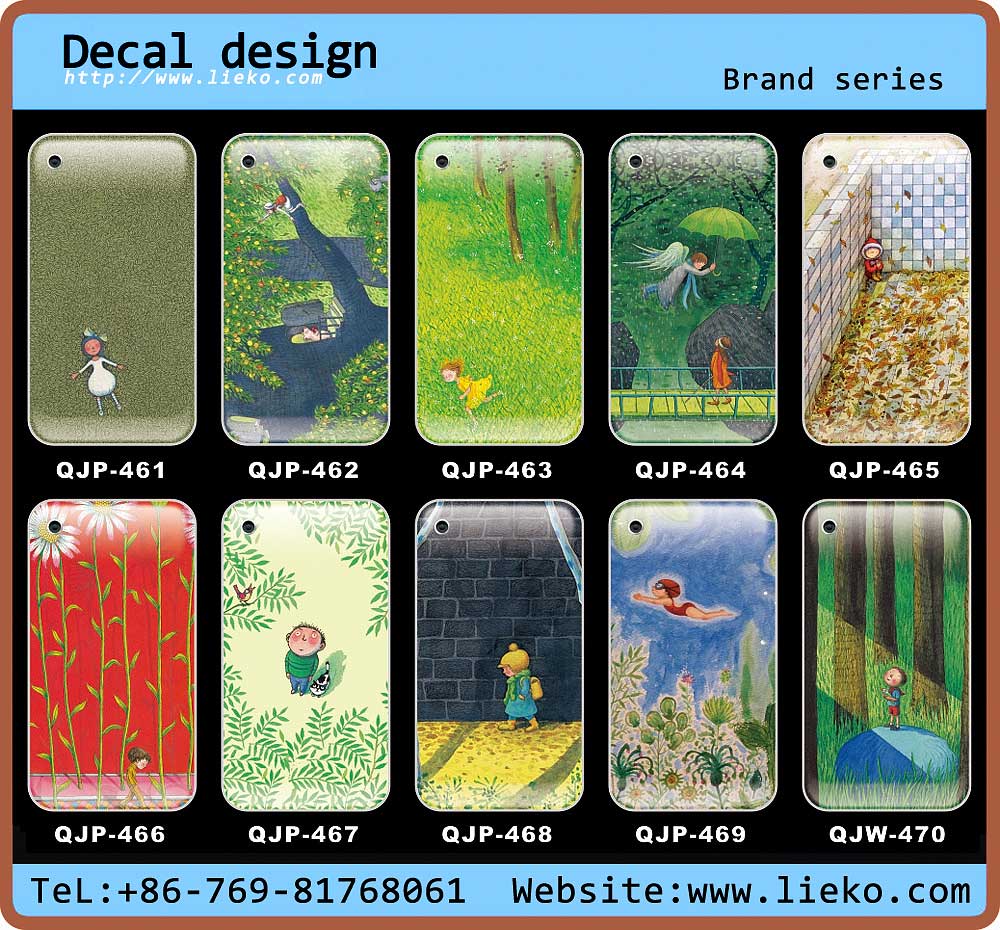 Decal design
http://www.lieko.com
Brand series
QJP-461 QJP-462 QJP-463 QJP-464 QJP-465
QJP-466 QJP-467 QJP-468 QJP-469 QJW-470
TeL:+86-769-81768061 Website:www.lieko.com